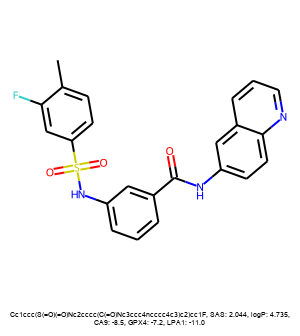 F
N
O
O S O
N
H
HN
Cc1ccc(S(=O)(=O)Nc2cccc(C(=O)Nc3ccc4ncccc4c3)c2)cc1F, SAS: 2.044, logP: 4.735,
CA9: -8.5, GPX4: -7.2, LPA1: -11.0